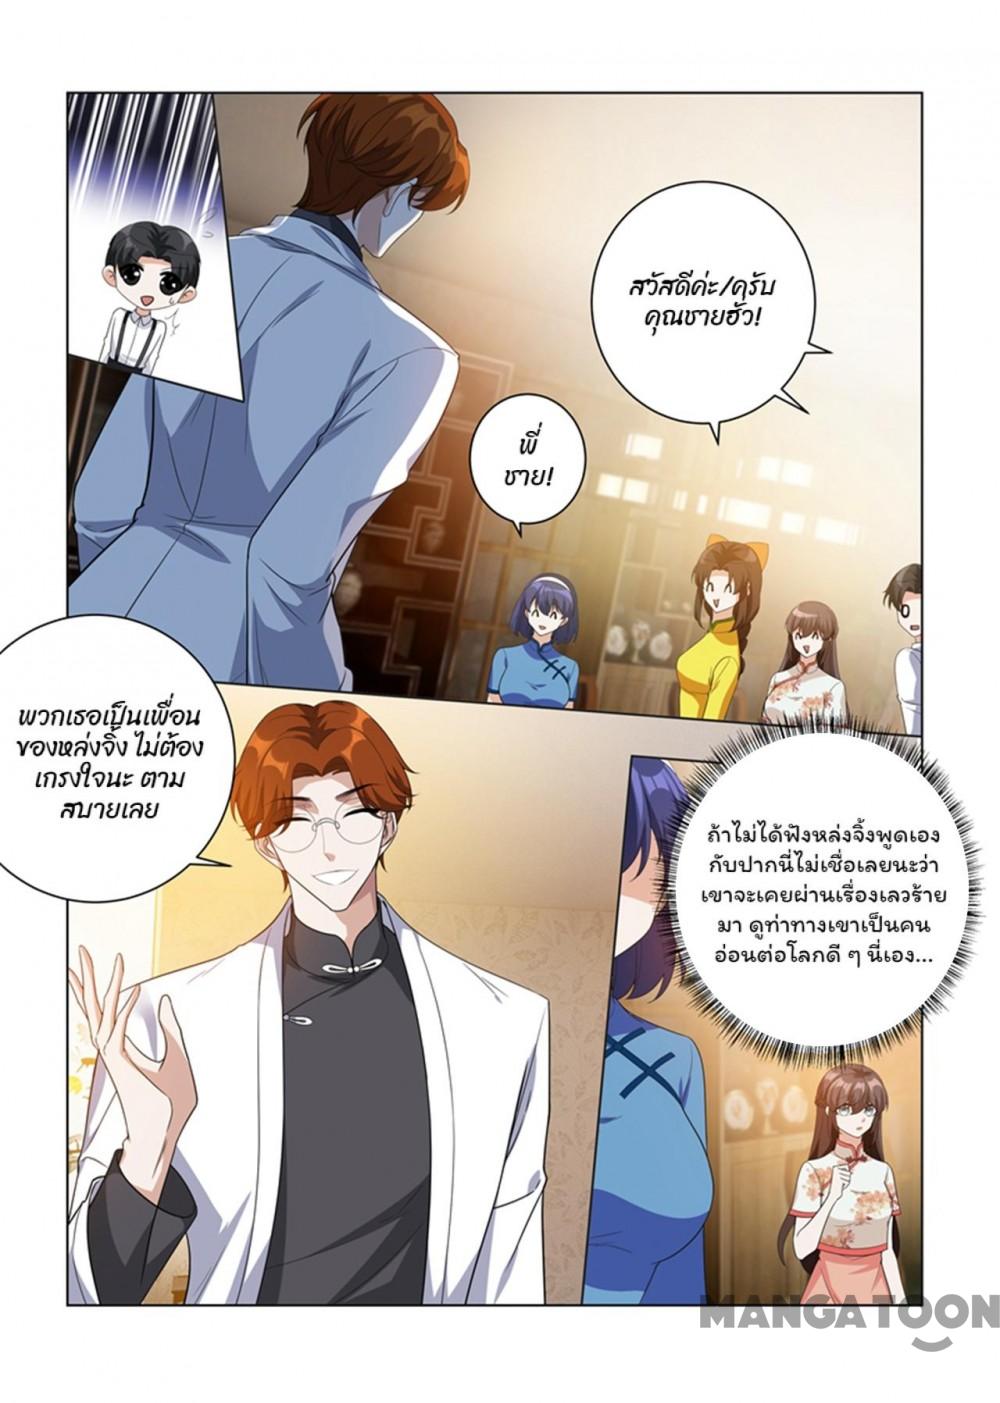 สวัสดีค่ะ/ครับ
คุณชายฮัว!
พี่
ชาย!
พวกเธอเป็นเพื่อน
ของหล่งจิ้ง ไม่ต้อง
เกรงใจนะ ตาม
สบายเลย
ถ้าไม่ได้ฟังหล่งจิ้งพูดเอง
กับปากนี่ไม่เชื่อเลยนะว่า
เขาจะเคยผ่านเรื่องเลวร้าย
มา ดูท่าทางเขาเป็นคน
อ่อนต่อโลกดี ๆ นี่เอง...
MANGATOON